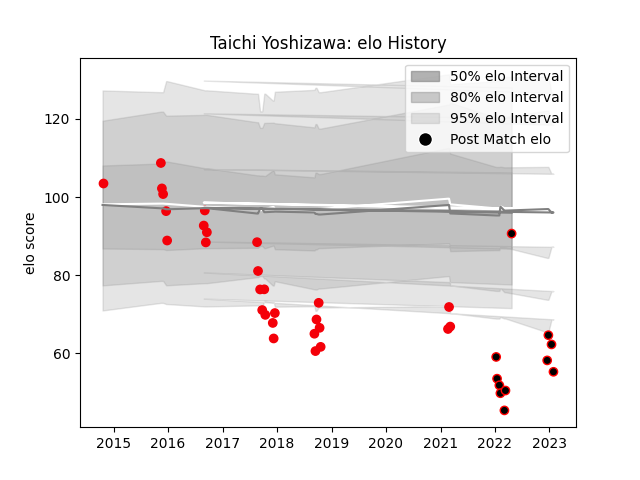 Taichi Yoshizawa: elo History
50% elo Interval
80% elo Interval
95% elo Interval
Post Match elo
elo score
120
100
80
60
2015 2016 2017 2018 2019 2020 2021 2022 2023